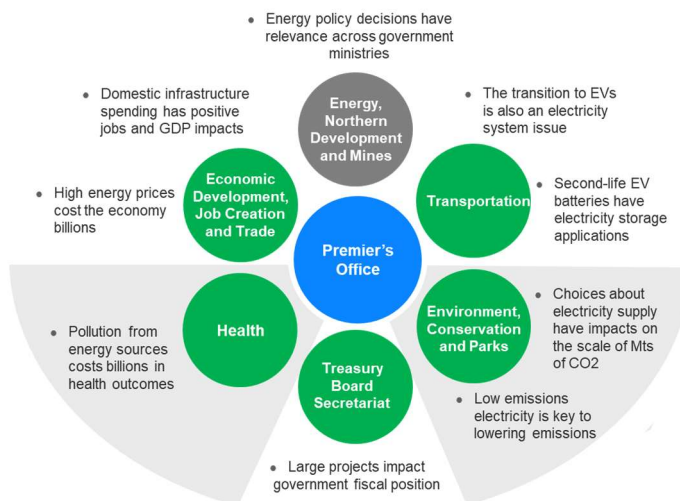 • Energy policy decisions have
relevance across government
ministries
• Domestic infrastructure
spending has positive
jobs and GDP impacts
Energy,
Northern
Development
and Mines
• The transition to EVs
is also an electricity
system issue
• High energy prices
cost the economy
billions
Economic
Development,
Job Creation
and Trade
Transportation
• Second-life EV
batteries have
electricity storage
applications
Premier's
Office
• Pollution from
energy sources
costs billions in
health outcomes
Health
Environment,
Conservation
and Parks
• Choices about
electricity supply
have impacts on
the scale of Mts
of CO2
Treasury
Board
Secretariat
• Low emissions
electricity is key to
lowering emissions
• Large projects impact
government fiscal position